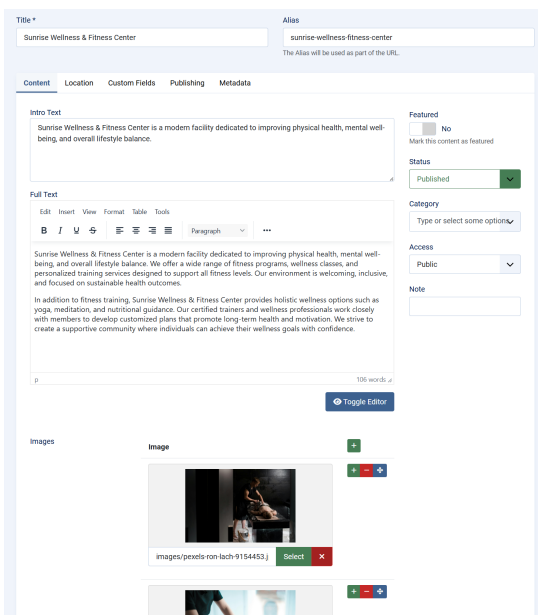 Title *
Alias
Sunrise Wellness & Fitness Center
sunrise-wellness-fitness-center
The Alias will be used as part of the URL.
Content Location Custom Fields Publishing Metadata
Intro Text
Sunrise Wellness & Fitness Center is a modern facility dedicated to improving physical health, mental well-
being, and overall lifestyle balance.
Featured
No
Mark this content as featured
Status
Published
Full Text
Edit Insert View Format Table Tools
B I U S Paragraph
Sunrise Wellness & Fitness Center is a modern facility dedicated to improving physical health, mental well-
being, and overall lifestyle balance. We offer a wide range of fitness programs, wellness classes, and
personalized training services designed to support all fitness levels. Our environment is welcoming, inclusive,
and focused on sustainable health outcomes.
In addition to fitness training, Sunrise Wellness & Fitness Center provides holistic wellness options such as
yoga, meditation, and nutritional guidance. Our certified trainers and wellness professionals work closely
with members to develop customized plans that promote long-term health and motivation. We strive to
create a supportive community where individuals can achieve their wellness goals with confidence.
p
106 words
Category
Type or select some options
Access
Public
Note
Toggle Editor
Images
Image
images/pexels-ron-lach-9154453.j
Select